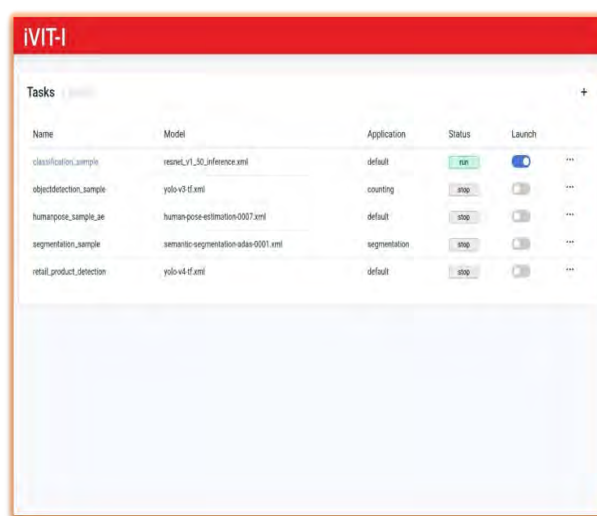 iVIT-I
Tasks
+
Name Model Application Status Launch
classification_sample resnet_v1_50_inference.xml default run ...
objectdetection_sample yolo-v3-tf.xml counting stop ...
humanpose_sample_ae human-pose-estimation-0007.xml default stop ...
segmentation_sample semantic-segmentation-adas-0001.xml segmentation stop ...
retail_product_detection yolo-v4-tf.xml default stop ...